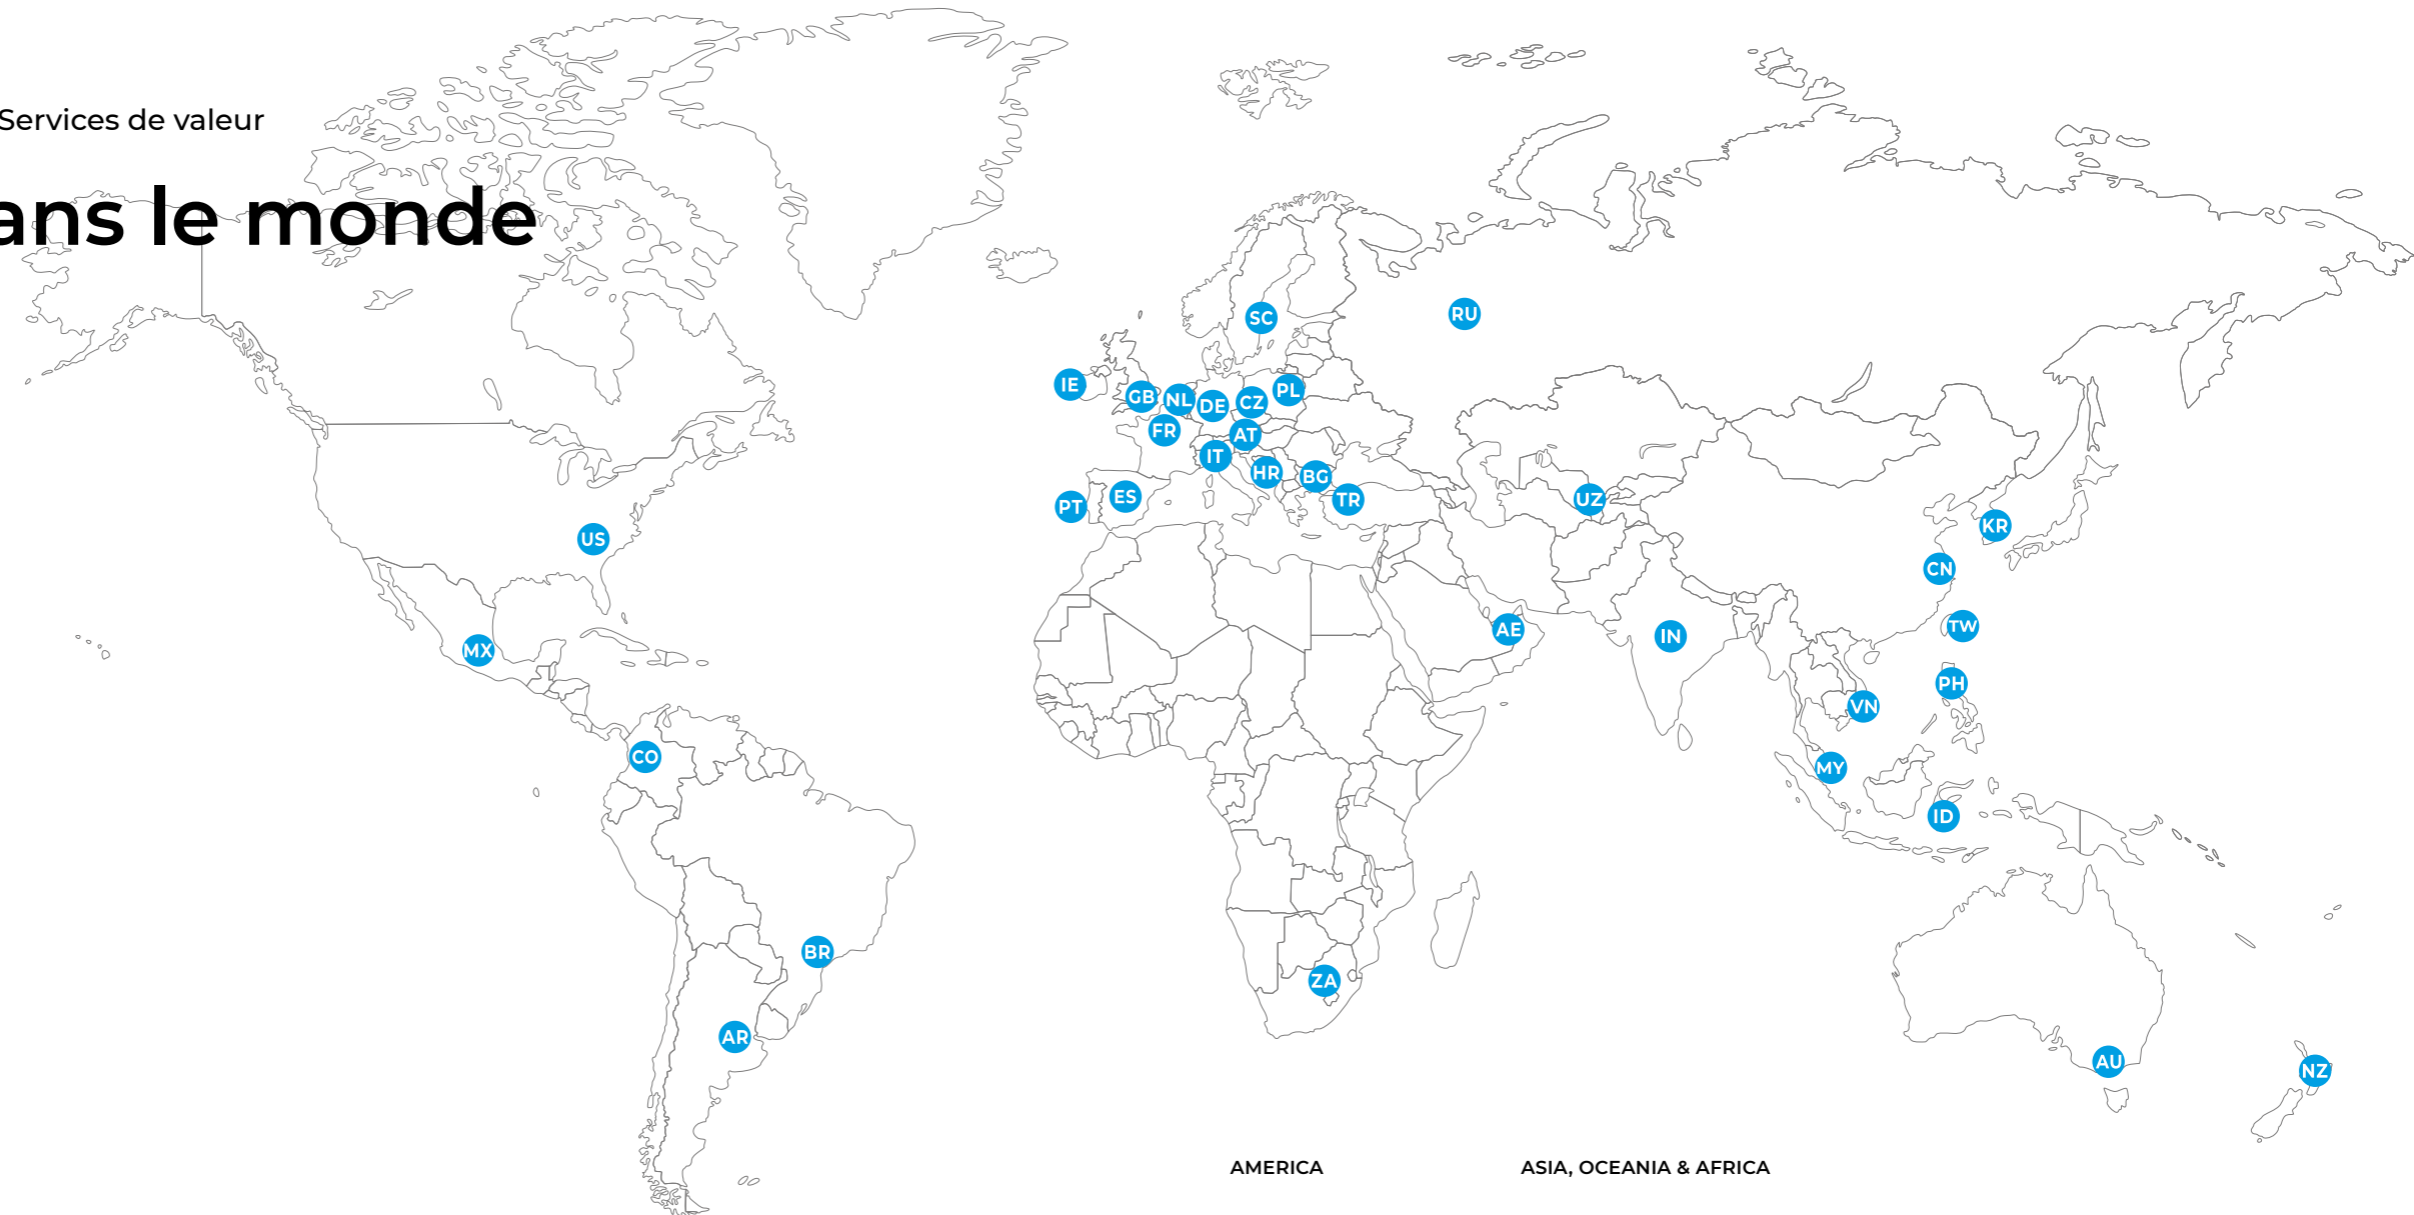 Services de valeur
ans le monde
SC
RU
IE
GB
NL
DE
CZ
PL
FR
AT
IT
HR
BG
PT
ES
TR
UZ
US
KR
CN
MX
AE
IN
TW
PH
VN
CO
MY
ID
BR
ZA
AR
AU
NZ
AMERICA
ASIA, OCEANIA & AFRICA